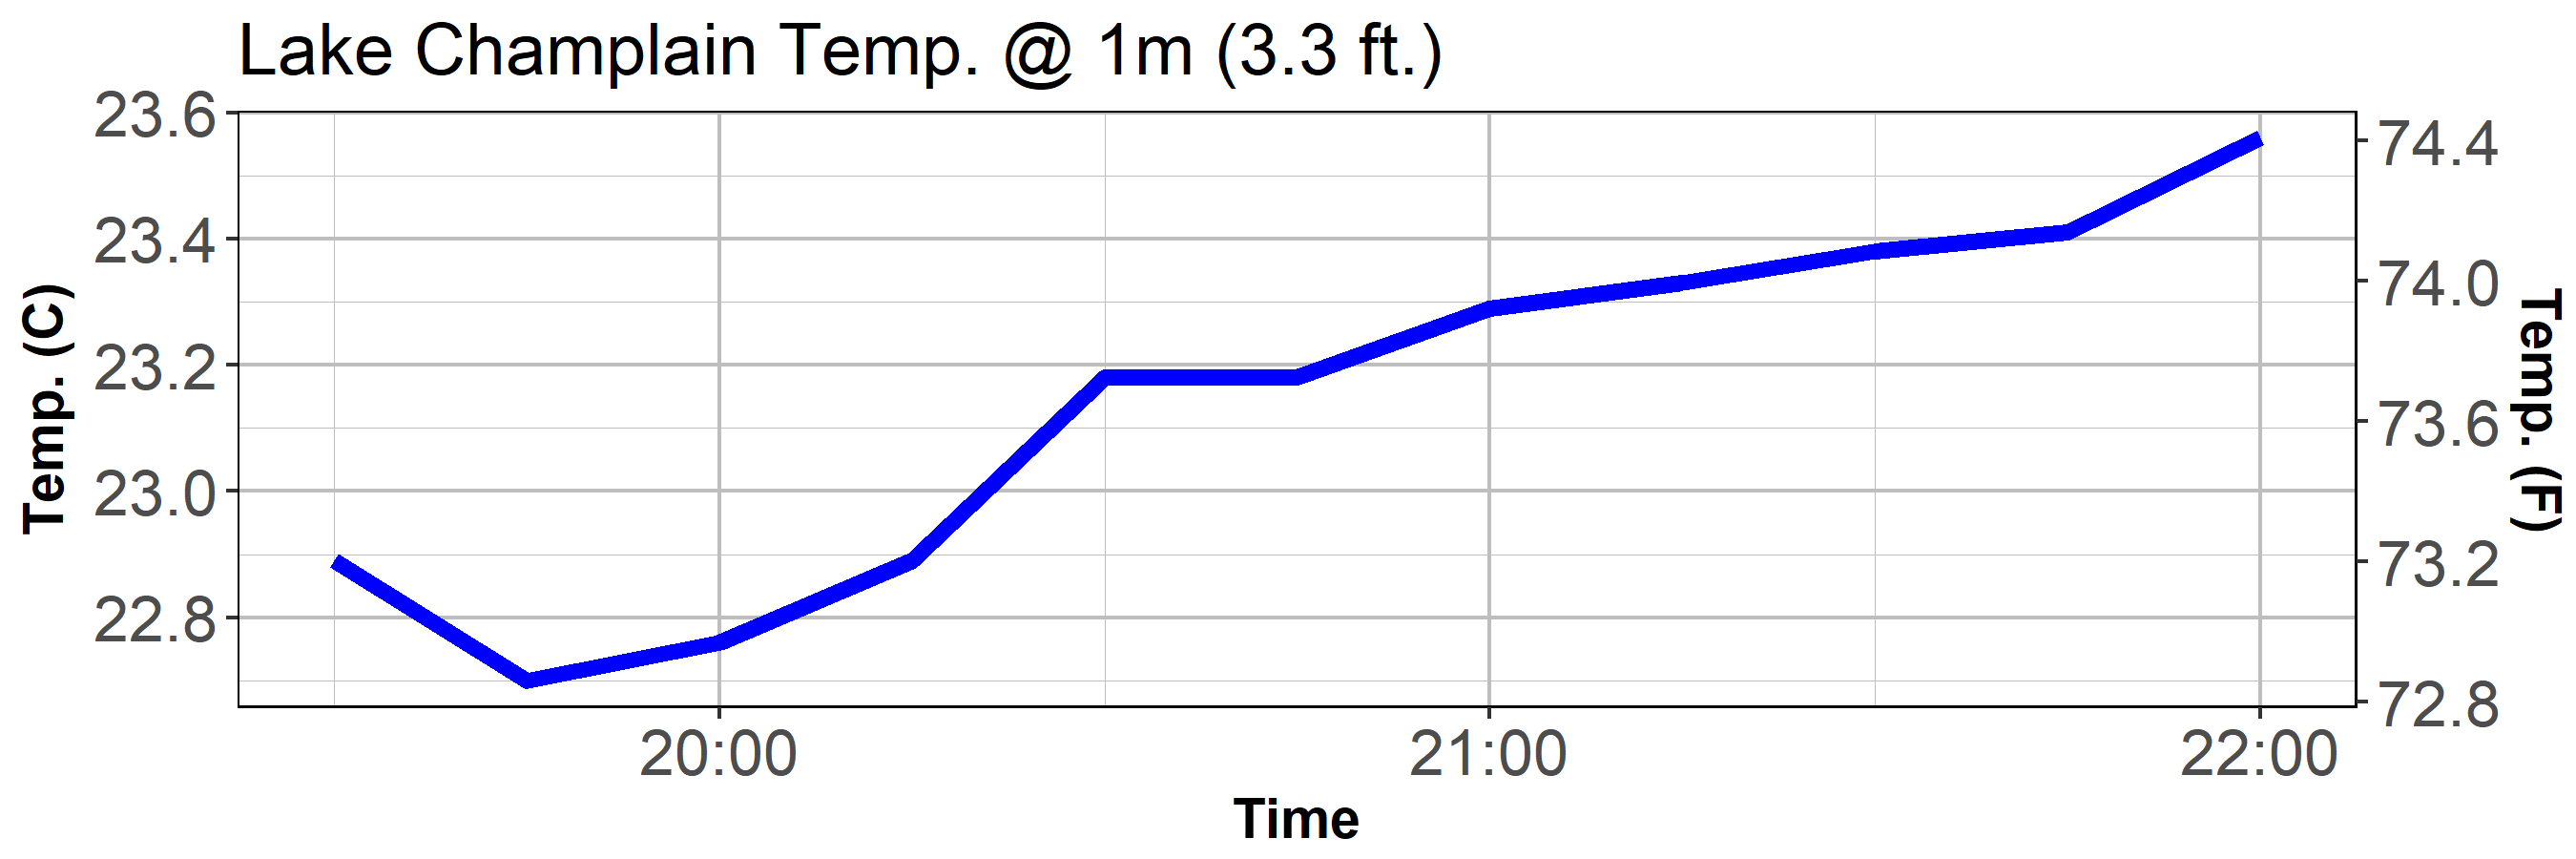 Lake Champlain Temp. @ 1m (3.3 ft.)
23.6
23.4
23.2
23.0
22.8
Temp. (C)
74.4
74.0
73.6
73.2
72.8
Temp. (F)
20:00 21:00 22:00
Time